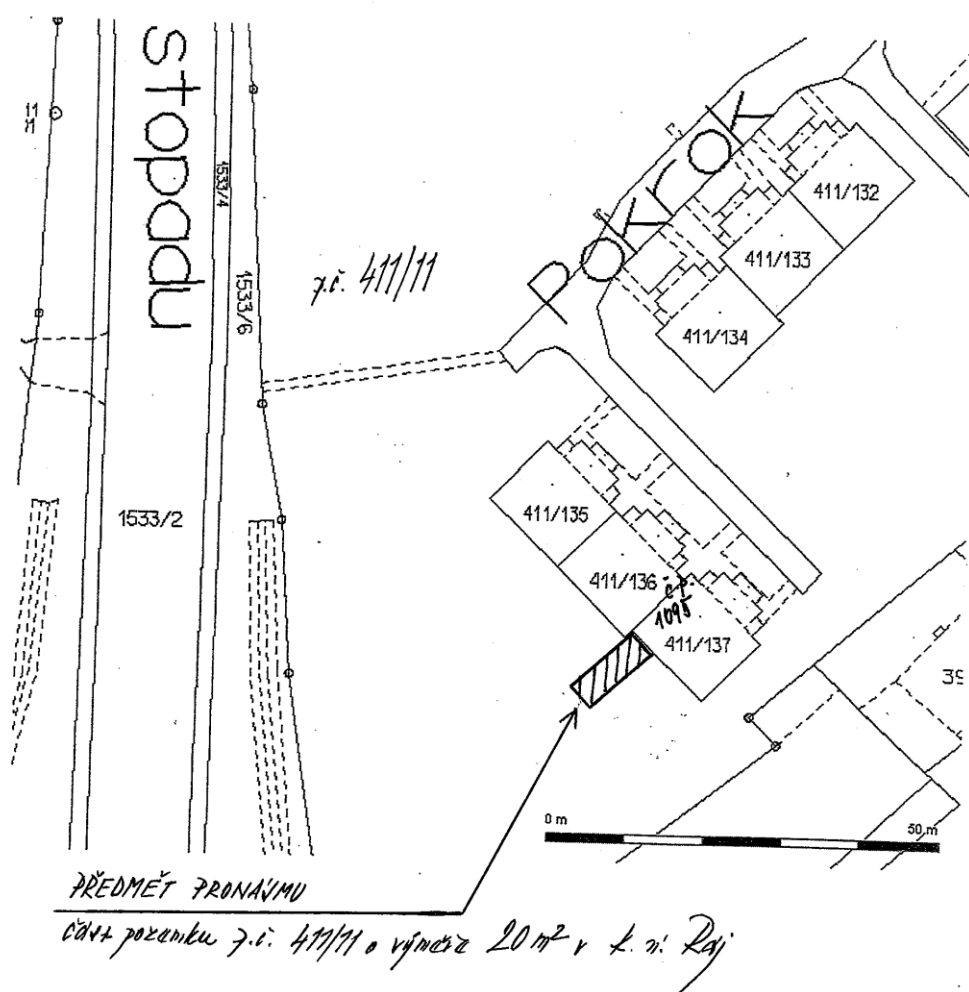 stopadu
1533/4
1533/6
p.č. 411/11
POKROK
411/132
411/133
411/134
1533/2
411/135
411/136
č.p.
1095
411/137
39
0 m
50 m
PŘEDMĚT PRONÁJMU
část pozemku p.č. 411/11 o výměře 20 m² v k. ú. Ráj